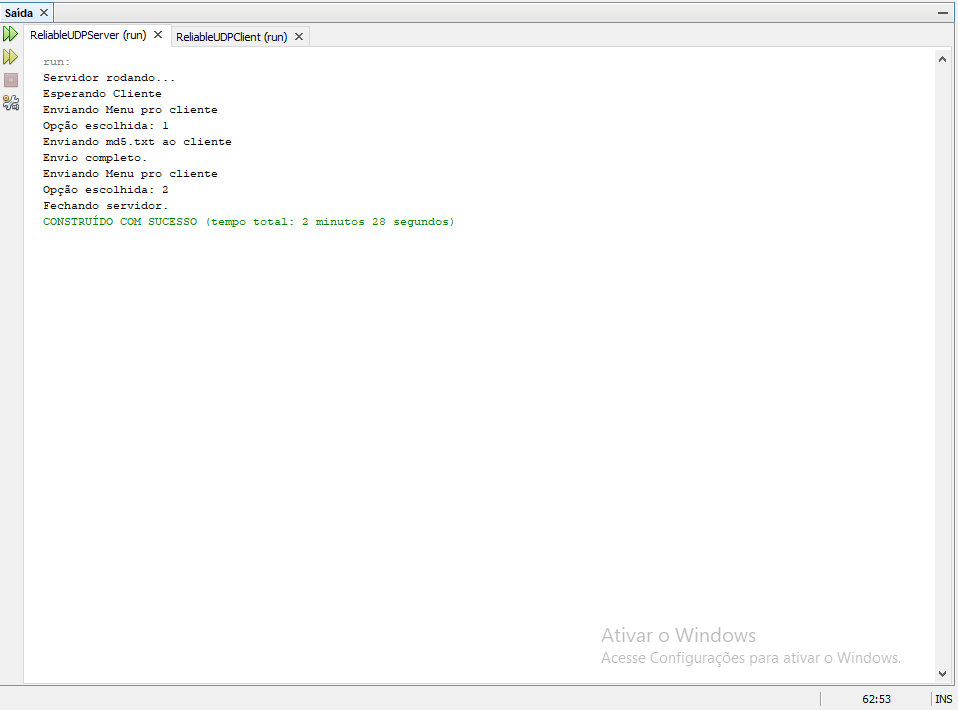 Saída
ReliableUDPServer (run) ReliableUDPClient (run)
run:
Servidor rodando...
Esperando Cliente
Enviando Menu pro cliente
Opção escolhida: 1
Enviando md5.txt ao cliente
Envio completo.
Enviando Menu pro cliente
Opção escolhida: 2
Fechando servidor.
CONSTRUÍDO COM SUCESSO (tempo total: 2 minutos 28 segundos)
Ativar o Windows
Acesse Configurações para ativar o Windows.
62:53 INS